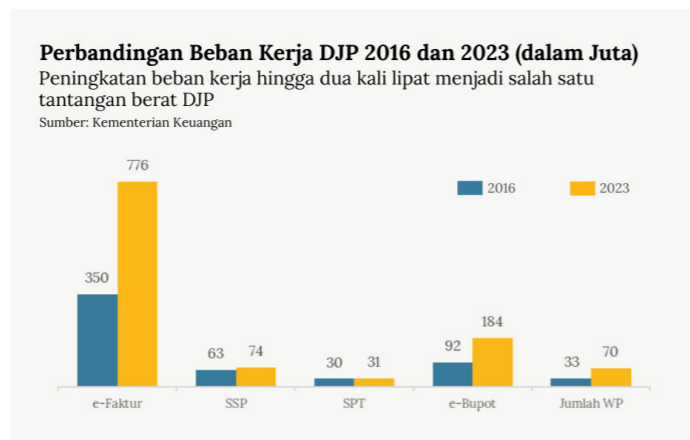 Perbandingan Beban Kerja DJP 2016 dan 2023 (dalam Juta)
Peningkatan beban kerja hingga dua kali lipat menjadi salah satu
tantangan berat DJP
Sumber: Kementerian Keuangan
776
2016
2023
350
63
74
30
31
92
184
33
70
e-Faktur
SSP
SPT
e-Bupot
Jumlah WP